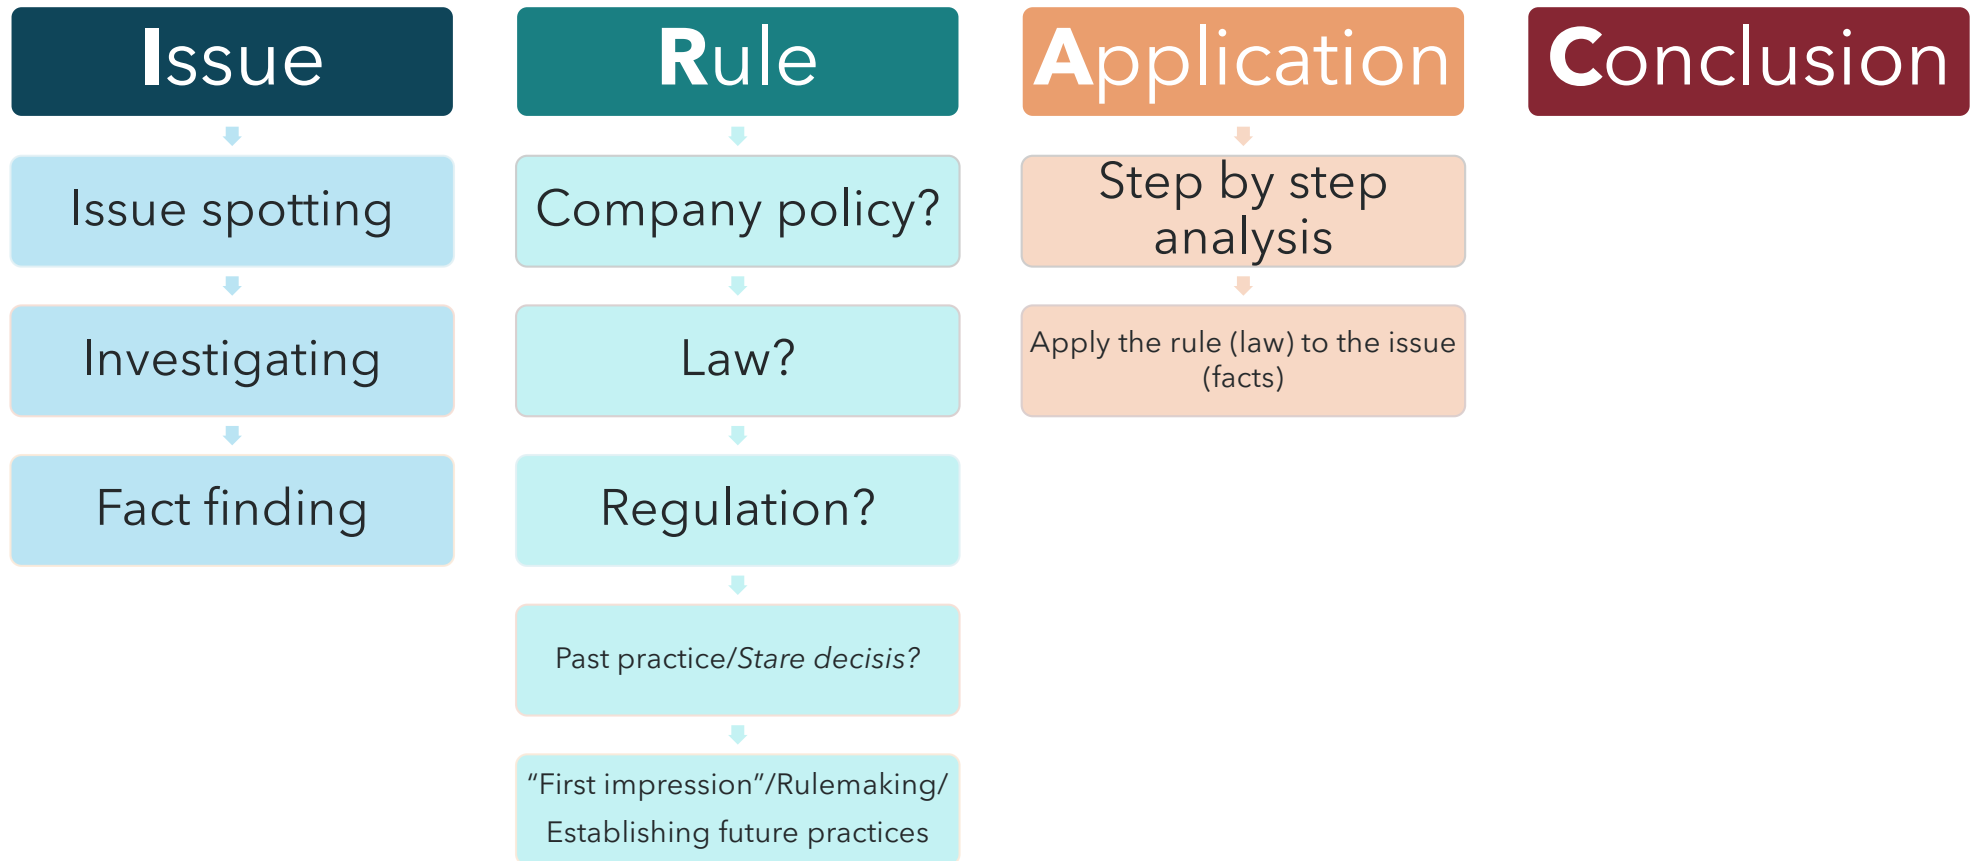 Issue
Issue spotting
Investigating
Fact finding
Rule
Company policy?
Law?
Regulation?
Past practice/Stare decisis?
“First impression”/Rulemaking/
Establishing future practices
Application
Step by step
analysis
Apply the rule (law) to the issue
(facts)
Conclusion